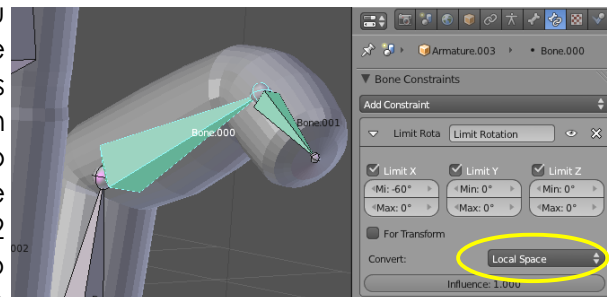 Armature.003 Bone.000
Bone Constraints
Add Constraint
Limit Rota Limit Rotation
Limit X Limit Y Limit Z
Mi: -60° Min: 0° Min: 0°
Max: 0° Max: 0° Max: 0°
For Transform
Convert: Local Space
Influence: 1.000
Bone.000
Bone.001
002